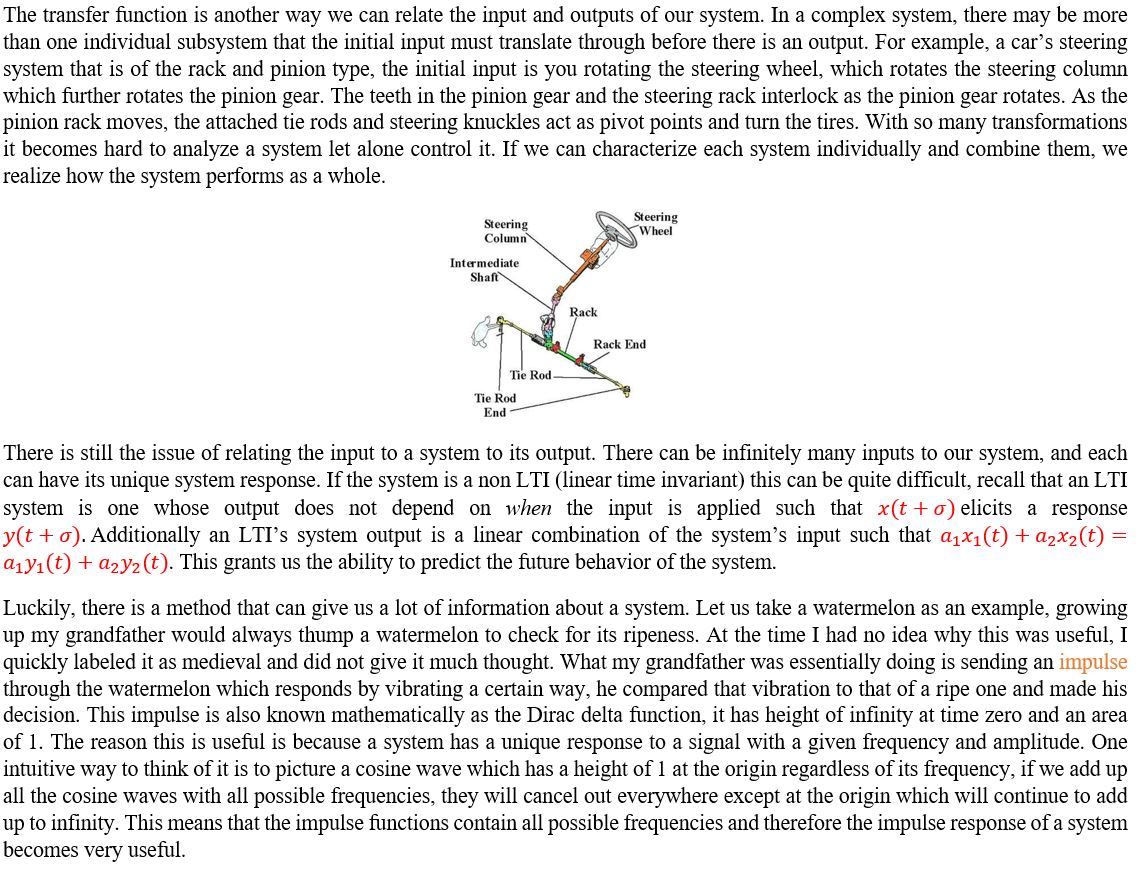 The transfer function is another way we can relate the input and outputs of our system. In a complex system, there may be more
than one individual subsystem that the initial input must translate through before there is an output. For example, a car's steering
system that is of the rack and pinion type, the initial input is you rotating the steering wheel, which rotates the steering column
which further rotates the pinion gear. The teeth in the pinion gear and the steering rack interlock as the pinion gear rotates. As the
pinion rack moves, the attached tie rods and steering knuckles act as pivot points and turn the tires. With so many transformations
it becomes hard to analyze a system let alone control it. If we can characterize each system individually and combine them, we
realize how the system performs as a whole.
Steering
Wheel
Steering
Column
Intermediate
Shaft
Rack
Rack End
Tie Rod
Tie Rod
End
There is still the issue of relating the input to a system to its output. There can be infinitely many inputs to our system, and each
can have its unique system response. If the system is a non LTI (linear time invariant) this can be quite difficult, recall that an LTI
system is one whose output does not depend on when the input is applied such that x(t + σ) elicits a response
y(t + σ). Additionally an LTI's system output is a linear combination of the system's input such that a₁x₁(t) + a₂x₂(t) =
a₁y₁(t) + a₂y₂(t). This grants us the ability to predict the future behavior of the system.
Luckily, there is a method that can give us a lot of information about a system. Let us take a watermelon as an example, growing
up my grandfather would always thump a watermelon to check for its ripeness. At the time I had no idea why this was useful, I
quickly labeled it as medieval and did not give it much thought. What my grandfather was essentially doing is sending an impulse
through the watermelon which responds by vibrating a certain way, he compared that vibration to that of a ripe one and made his
decision. This impulse is also known mathematically as the Dirac delta function, it has height of infinity at time zero and an area
of 1. The reason this is useful is because a system has a unique response to a signal with a given frequency and amplitude. One
intuitive way to think of it is to picture a cosine wave which has a height of 1 at the origin regardless of its frequency, if we add up
all the cosine waves with all possible frequencies, they will cancel out everywhere except at the origin which will continue to add
up to infinity. This means that the impulse functions contain all possible frequencies and therefore the impulse response of a system
becomes very useful.